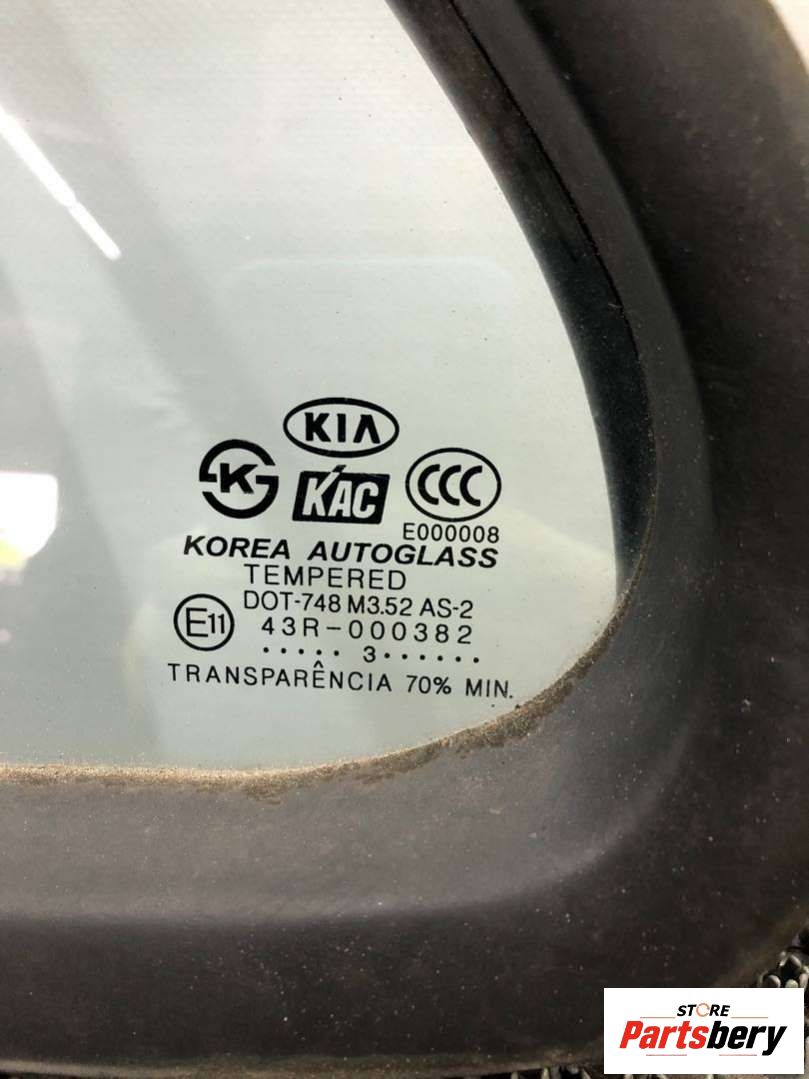 KIA
K
KAC
CCC
E000008
KOREA AUTOGLASS
TEMPERED
DOT-748 M3.52 AS-2
E11
43R-000382
..... 3......
TRANSPARÊNCIA 70% MIN.
STORE
Partsbery